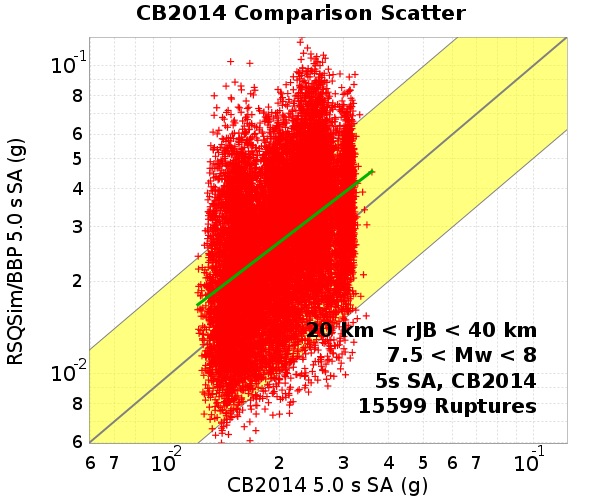 CB2014 Comparison Scatter
RSQSim/BBP 5.0 s SA (g)
10-1
8
6
5
4
3
2
10-2
8
6
20 km < rJB < 40 km
7.5 < Mw < 8
5s SA, CB2014
15599 Ruptures
6 7 10-2 2 3 4 5 6 7 10-1
CB2014 5.0 s SA (g)